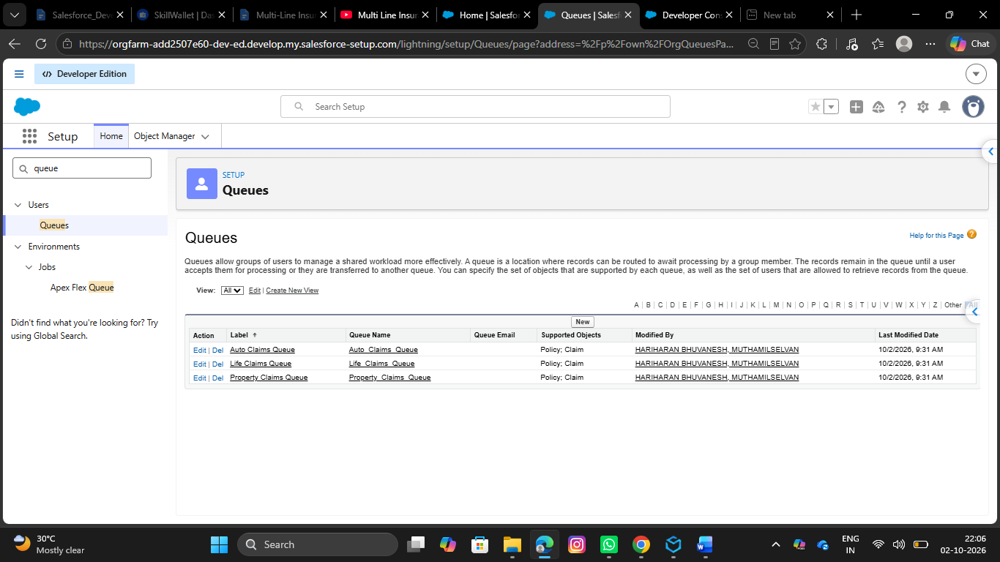 Salesforce_Deve
SkillWallet | Das
Multi-Line Insur
Multi Line Insur
Home | Salesfor
Queues | Salesf
Developer Cons
New tab
https://orgfarm-add2507e60-dev-ed.develop.my.salesforce-setup.com/lightning/setup/Queues/page?address=%2Fp%2Fown%2FOrgQueuesPa...
Chat
Developer Edition
Search Setup
Setup
Home
Object Manager
queue
Users
Queues
Environments
Jobs
Apex Flex Queue
Didn't find what you're looking for? Try
using Global Search.
SETUP
Queues
Queues
Help for this Page
Queues allow groups of users to manage a shared workload more effectively. A queue is a location where records can be routed to await processing by a group member. The records remain in the queue until a user
accepts them for processing or they are transferred to another queue. You can specify the set of objects that are supported by each queue, as well as the set of users that are allowed to retrieve records from the queue.
View: All Edit | Create New View
A | B | C | D | E | F | G | H | I | J | K | L | M | N | O | P | Q | R | S | T | U | V | W | X | Y | Z | Other | All
New
Action Label Queue Name Queue Email Supported Objects Modified By Last Modified Date
Edit | Del Auto Claims Queue Auto_Claims_Queue Policy; Claim HARIHARAN BHUVANESH, MUTHAMILSELVAN 10/2/2026, 9:31 AM
Edit | Del Life Claims Queue Life_Claims_Queue Policy; Claim HARIHARAN BHUVANESH, MUTHAMILSELVAN 10/2/2026, 9:31 AM
Edit | Del Property Claims Queue Property_Claims_Queue Policy; Claim HARIHARAN BHUVANESH, MUTHAMILSELVAN 10/2/2026, 9:31 AM
30°C
Mostly clear
Search
ENG
IN
22:06
02-10-2026